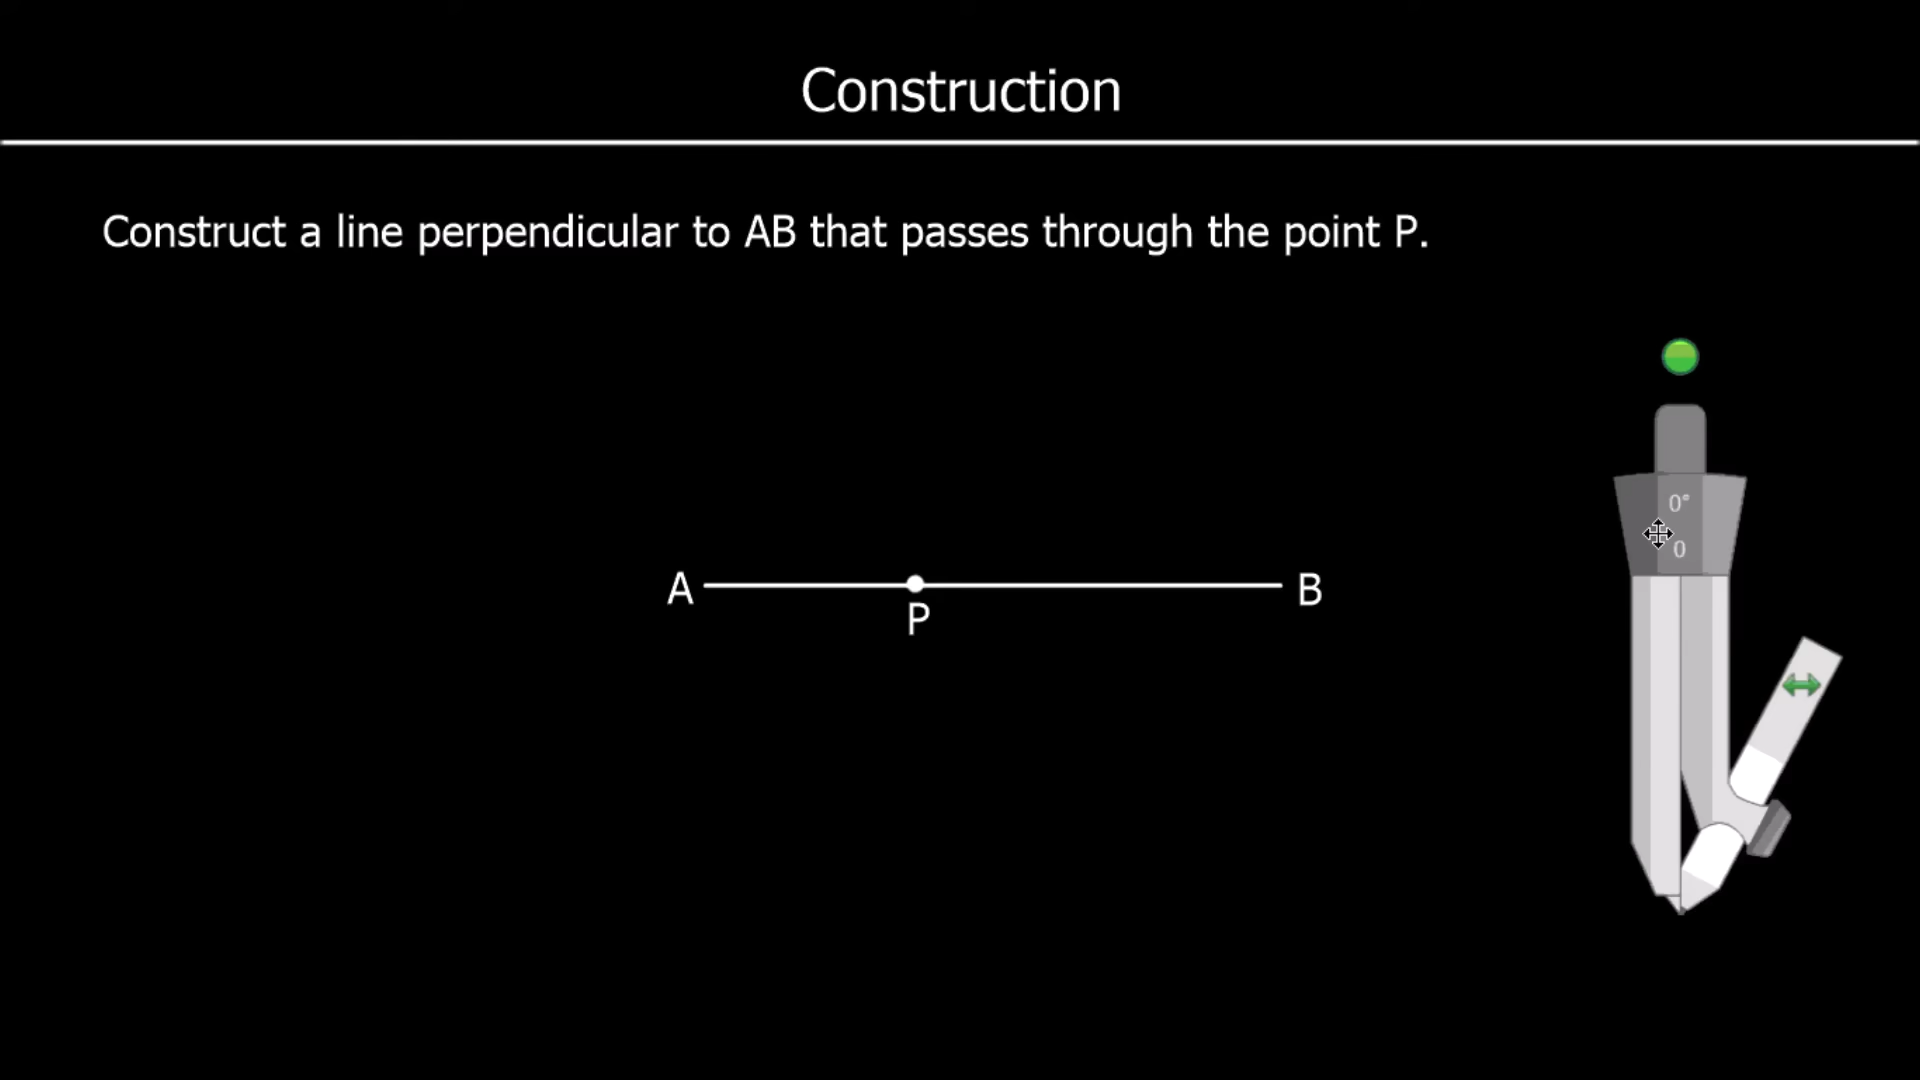 Construction
Construct a line perpendicular to AB that passes through the point P.
0°
0
A B
P